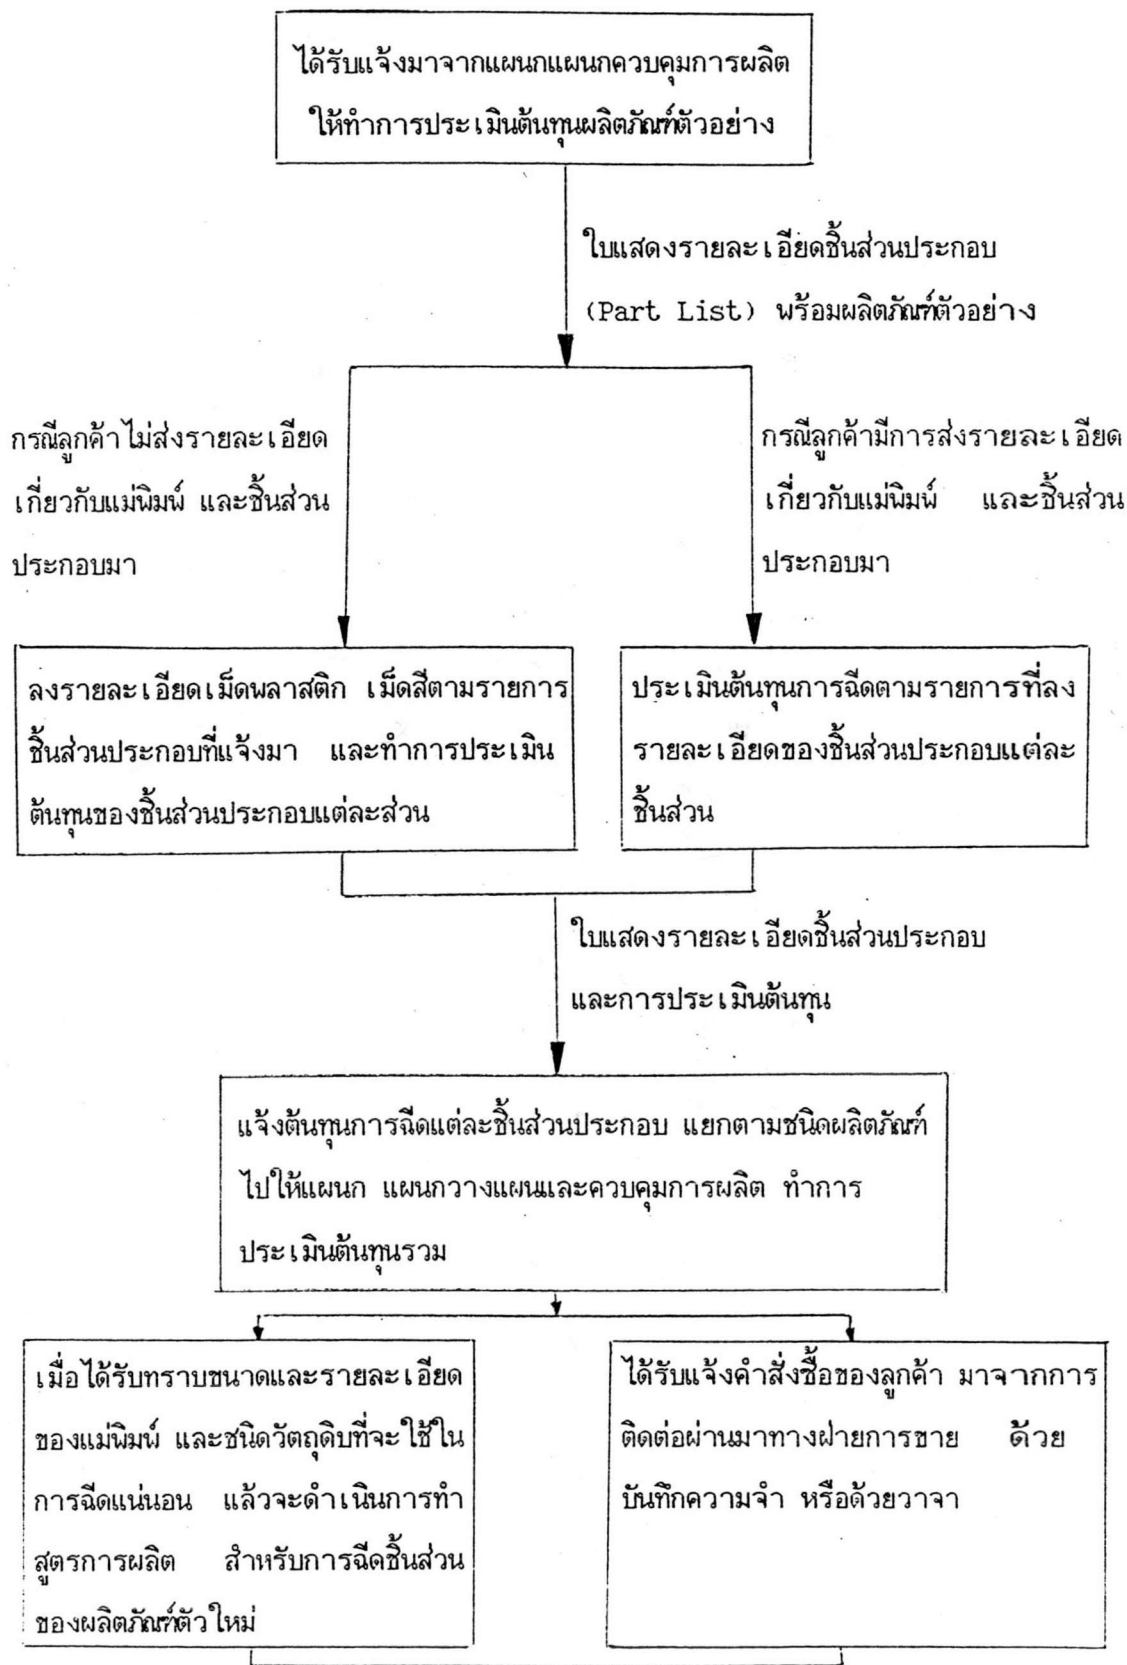 ได้รับแจ้งมาจากแผนกแผนกควบคุมการผลิต
ให้ทำการประเมินต้นทุนผลิตภัณฑ์ตัวอย่าง
ใบแสดงรายละเอียดชิ้นส่วนประกอบ
(Part List) พร้อมผลิตภัณฑ์ตัวอย่าง
กรณีลูกค้าไม่ส่งรายละเอียด
เกี่ยวกับแม่พิมพ์ และชิ้นส่วน
ประกอบมา
กรณีลูกค้ามีการส่งรายละเอียด
เกี่ยวกับแม่พิมพ์ และชิ้นส่วน
ประกอบมา
ลงรายละเอียดเม็ดพลาสติก เม็ดสีตามรายการ
ชิ้นส่วนประกอบที่แจ้งมา และทำการประเมิน
ต้นทุนของชิ้นส่วนประกอบแต่ละส่วน
ประเมินต้นทุนการฉีดตามรายการที่ลง
รายละเอียดของชิ้นส่วนประกอบแต่ละ
ชิ้นส่วน
ใบแสดงรายละเอียดชิ้นส่วนประกอบ
และการประเมินต้นทุน
แจ้งต้นทุนการฉีดแต่ละชิ้นส่วนประกอบ แยกตามชนิดผลิตภัณฑ์
ไปให้แผนก แผนกวางแผนและควบคุมการผลิต ทำการ
ประเมินต้นทุนรวม
เมื่อได้รับทราบขนาดและรายละเอียด
ของแม่พิมพ์ และชนิดวัตถุดิบที่จะใช้ใน
การฉีดแน่นอน แล้วจะดำเนินการทำ
สูตรการผลิต สำหรับการฉีดชิ้นส่วน
ของผลิตภัณฑ์ตัวใหม่
ได้รับแจ้งคำสั่งซื้อของลูกค้า มาจากการ
ติดต่อผ่านมาทางฝ่ายการขาย ด้วย
บันทึกความจำ หรือด้วยวาจา